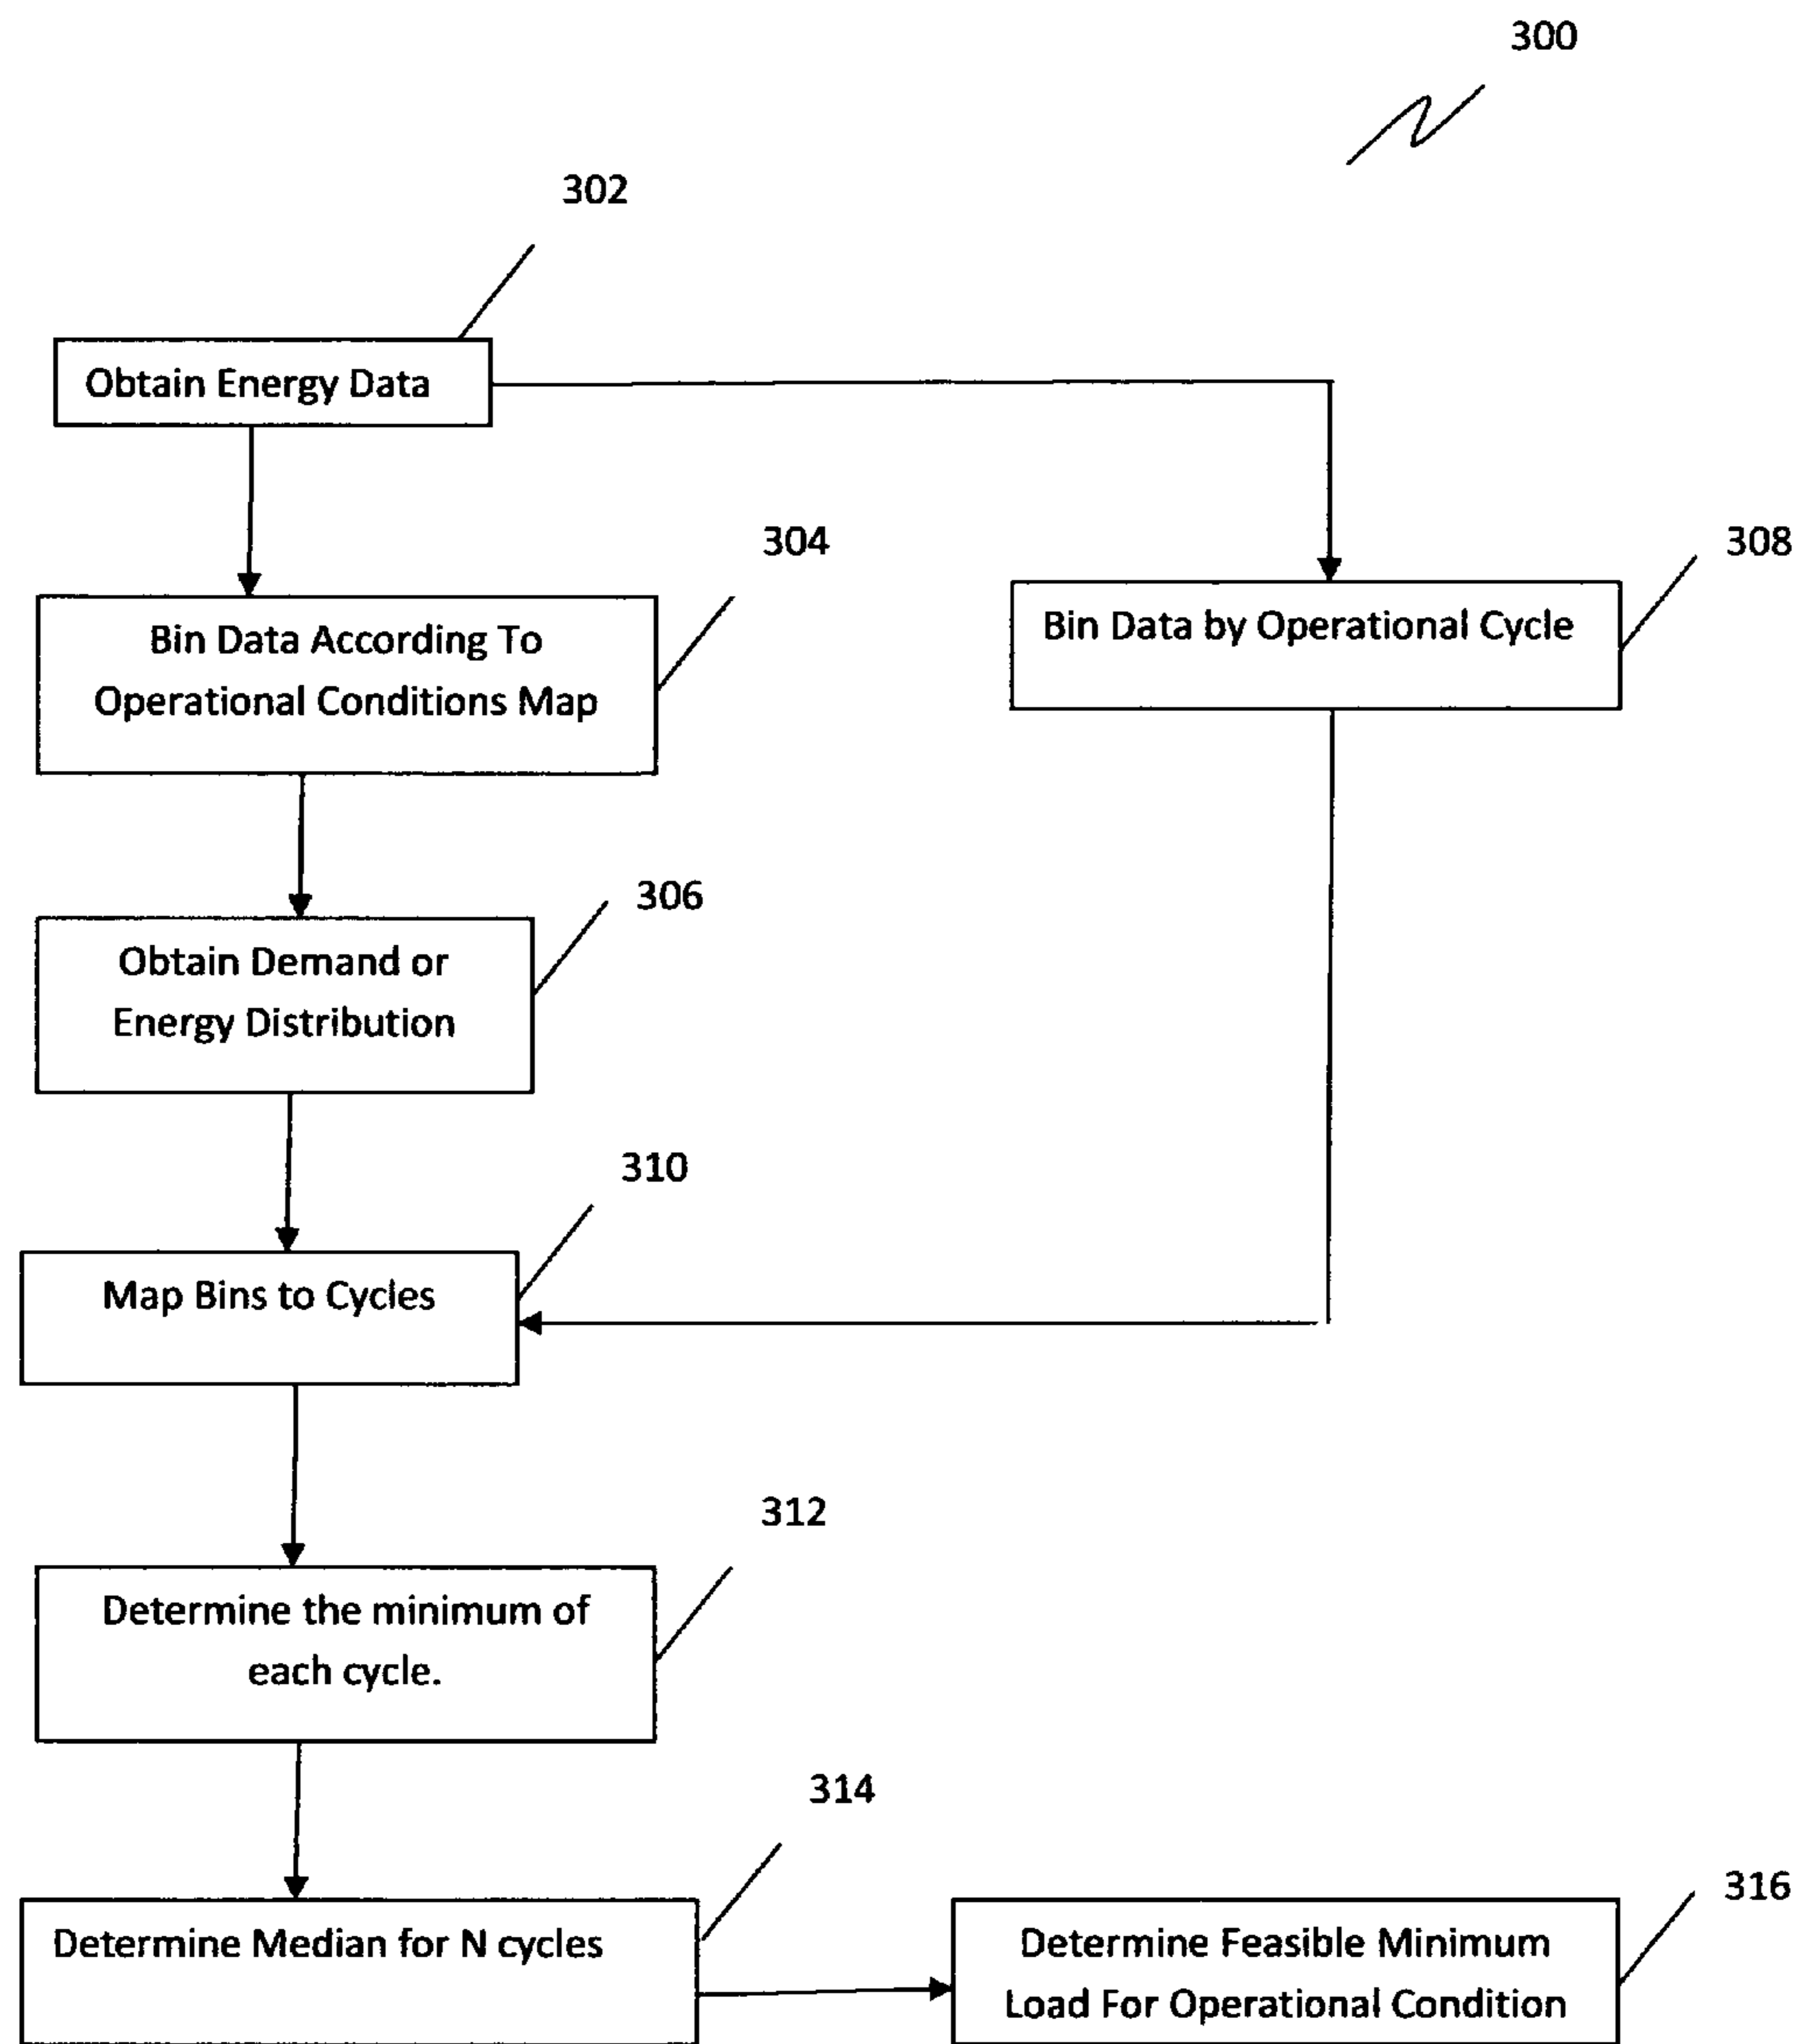 300
302
Obtain Energy Data
304
308
Bin Data According To
Operational Conditions Map
Bin Data by Operational Cycle
306
Obtain Demand or
Energy Distribution
310
Map Bins to Cycles
312
Determine the minimum of
each cycle.
314
316
Determine Median for N cycles
Determine Feasible Minimum
Load For Operational Condition